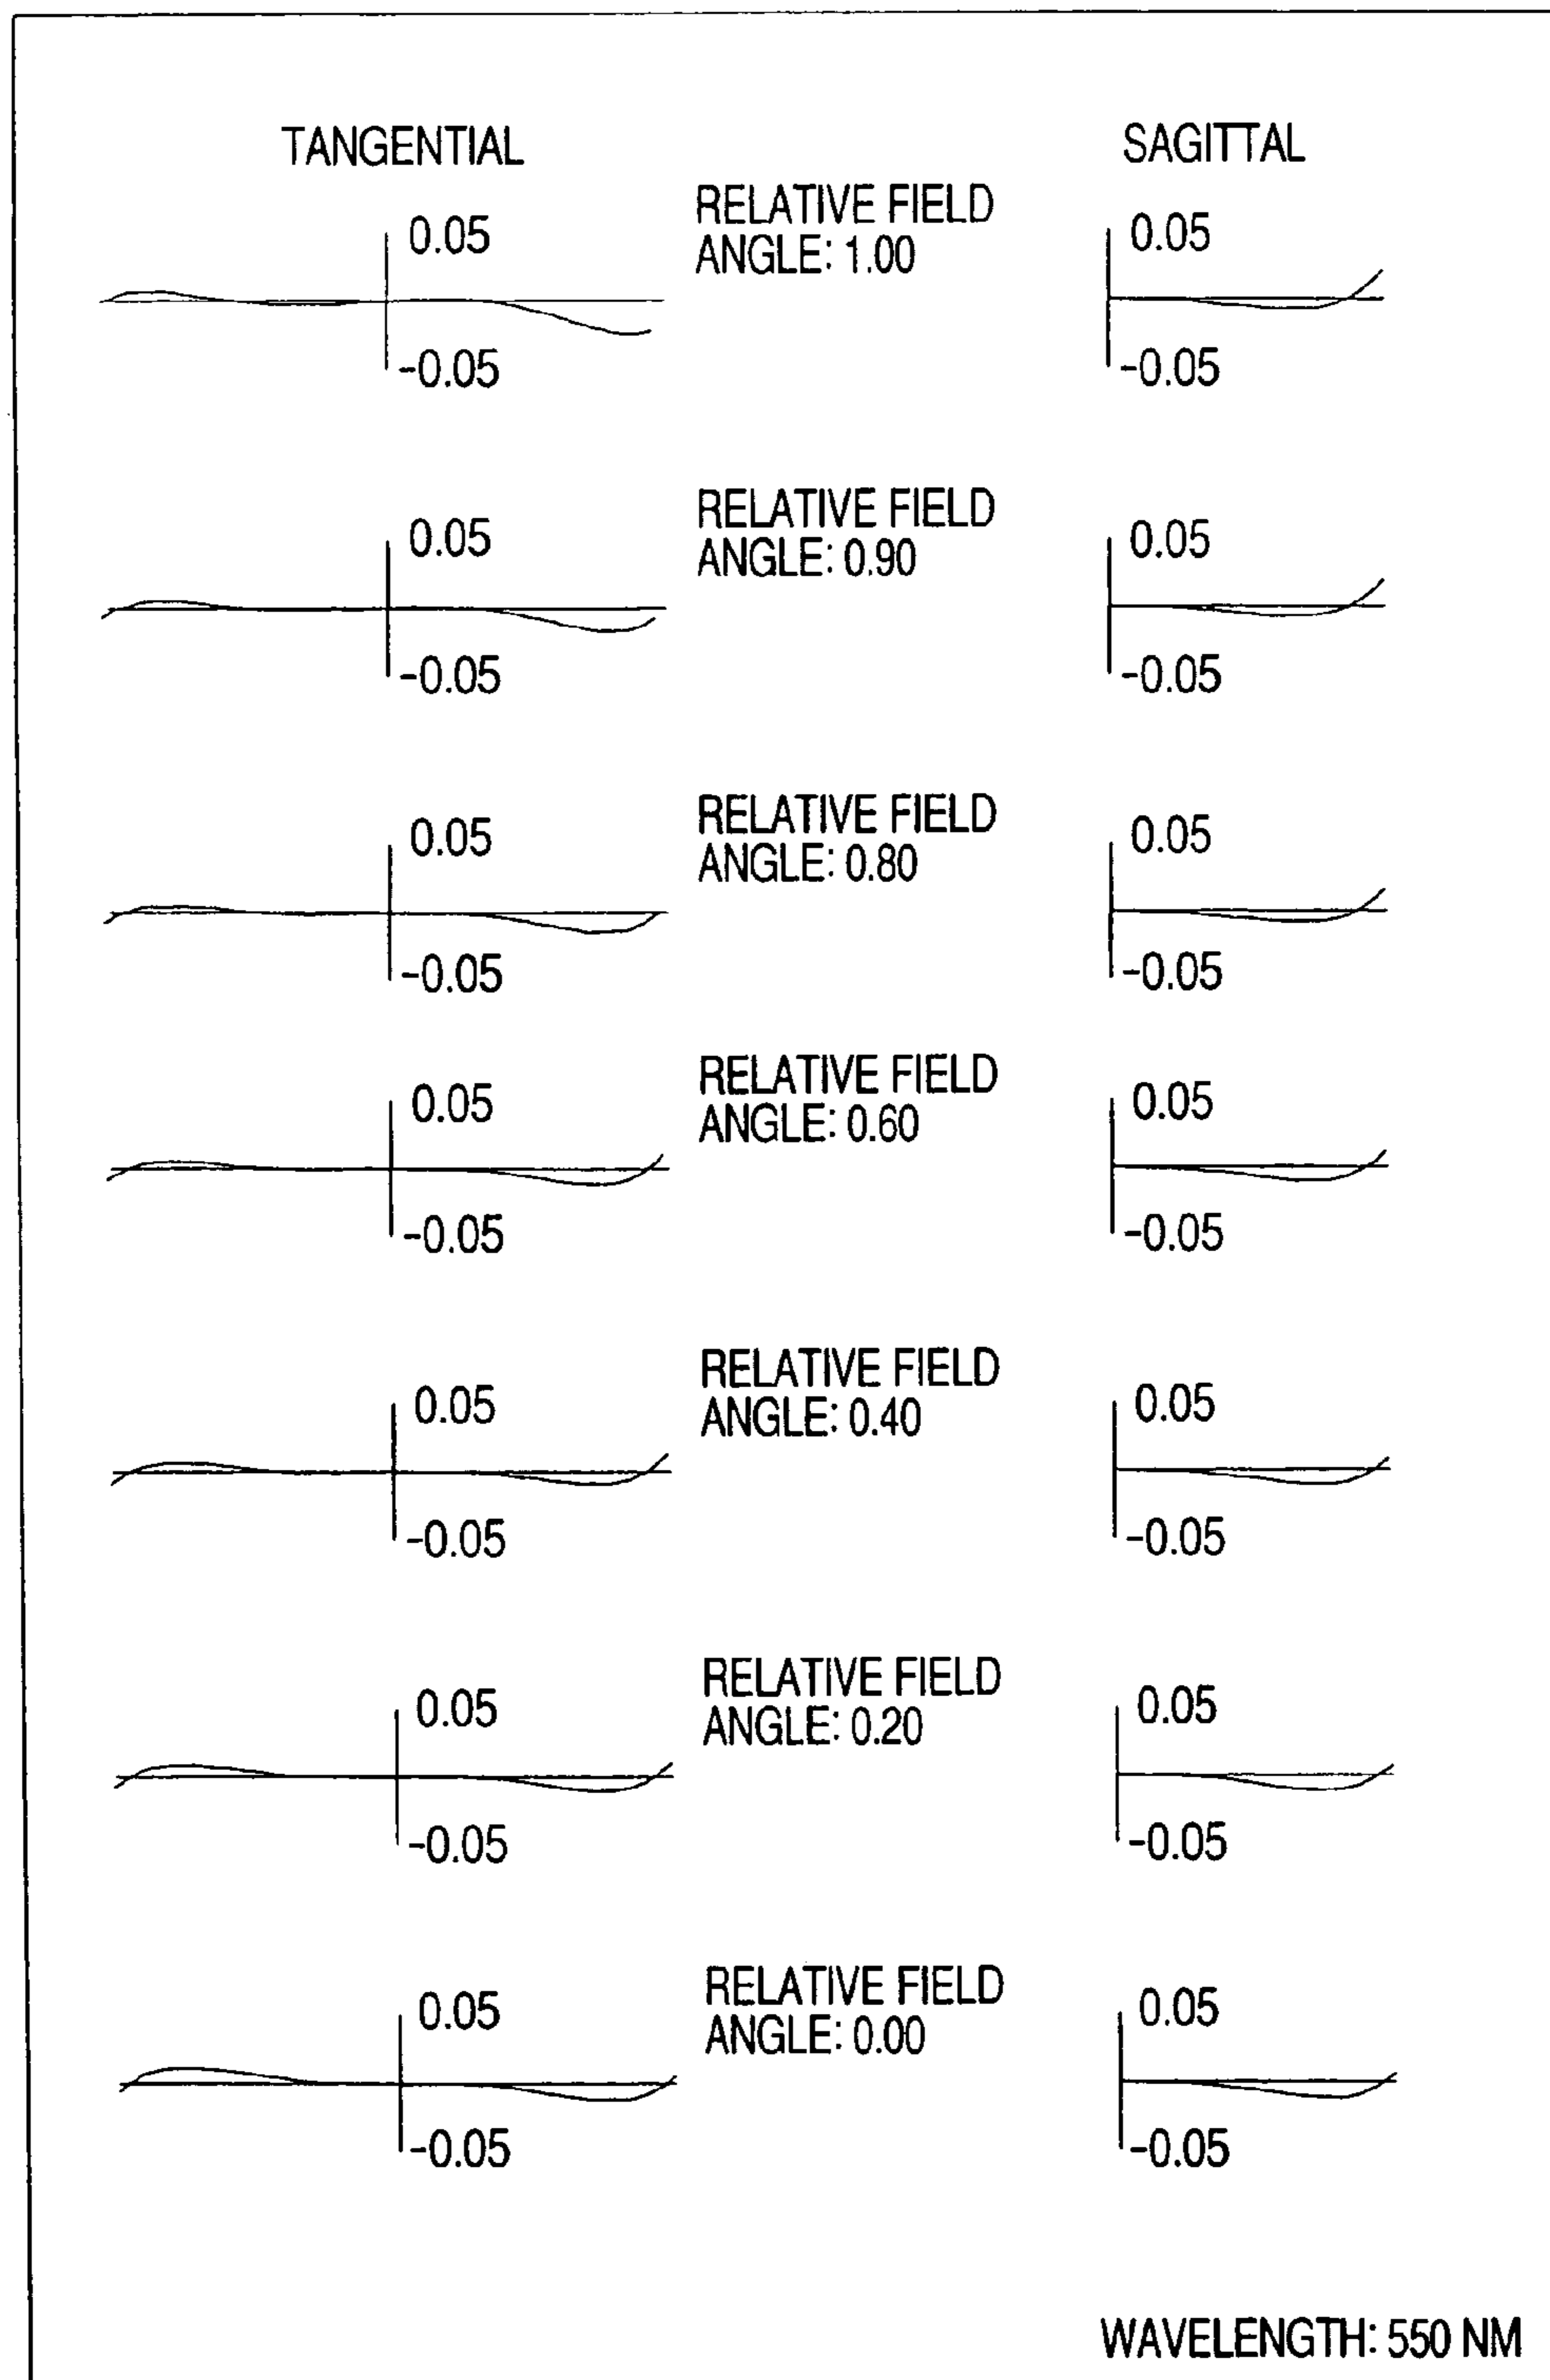 TANGENTIAL
SAGITTAL
0.05
RELATIVE FIELD
ANGLE: 1.00
0.05
-0.05
-0.05
0.05
RELATIVE FIELD
ANGLE: 0.90
0.05
-0.05
-0.05
0.05
RELATIVE FIELD
ANGLE: 0.80
0.05
-0.05
-0.05
0.05
RELATIVE FIELD
ANGLE: 0.60
0.05
-0.05
-0.05
0.05
RELATIVE FIELD
ANGLE: 0.40
0.05
-0.05
-0.05
0.05
RELATIVE FIELD
ANGLE: 0.20
0.05
-0.05
-0.05
0.05
RELATIVE FIELD
ANGLE: 0.00
0.05
-0.05
-0.05
WAVELENGTH: 550 NM